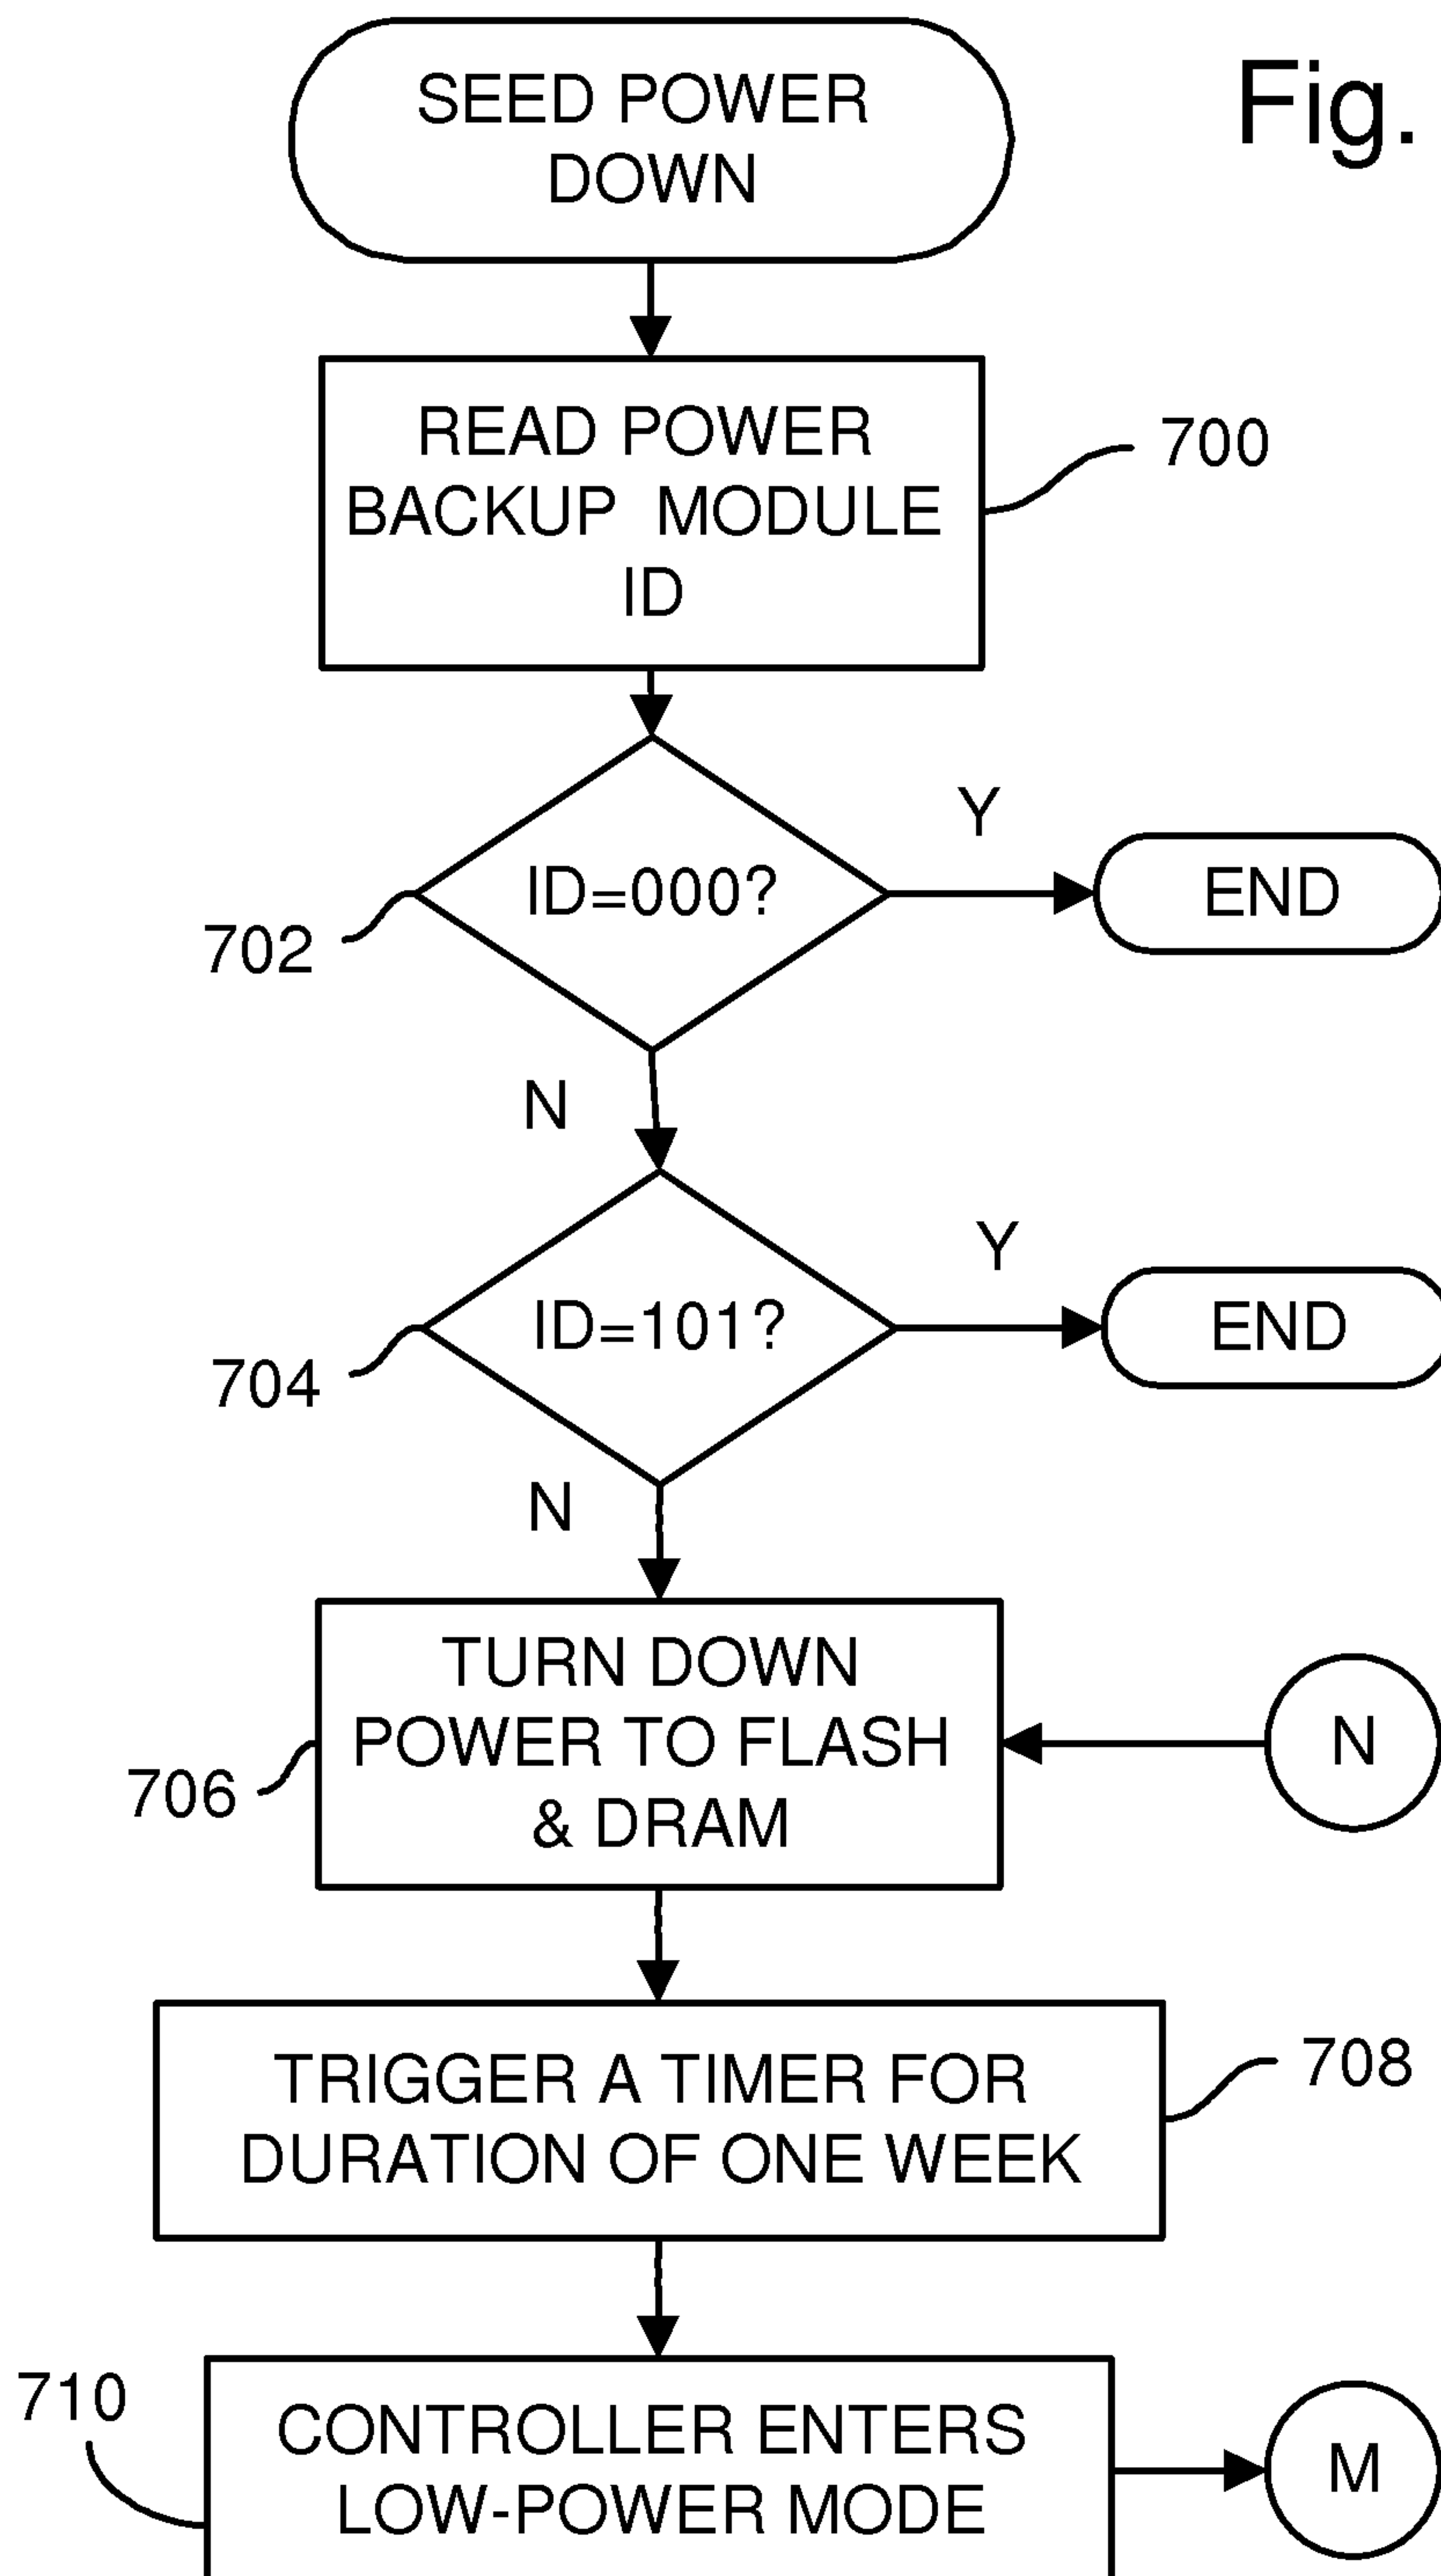 SEED POWER
DOWN
Fig.
READ POWER
BACKUP MODULE
ID
700
ID=000?
Y
END
702
N
ID=101?
Y
END
704
N
TURN DOWN
POWER TO FLASH
& DRAM
N
706
TRIGGER A TIMER FOR
DURATION OF ONE WEEK
708
710
CONTROLLER ENTERS
LOW-POWER MODE
M